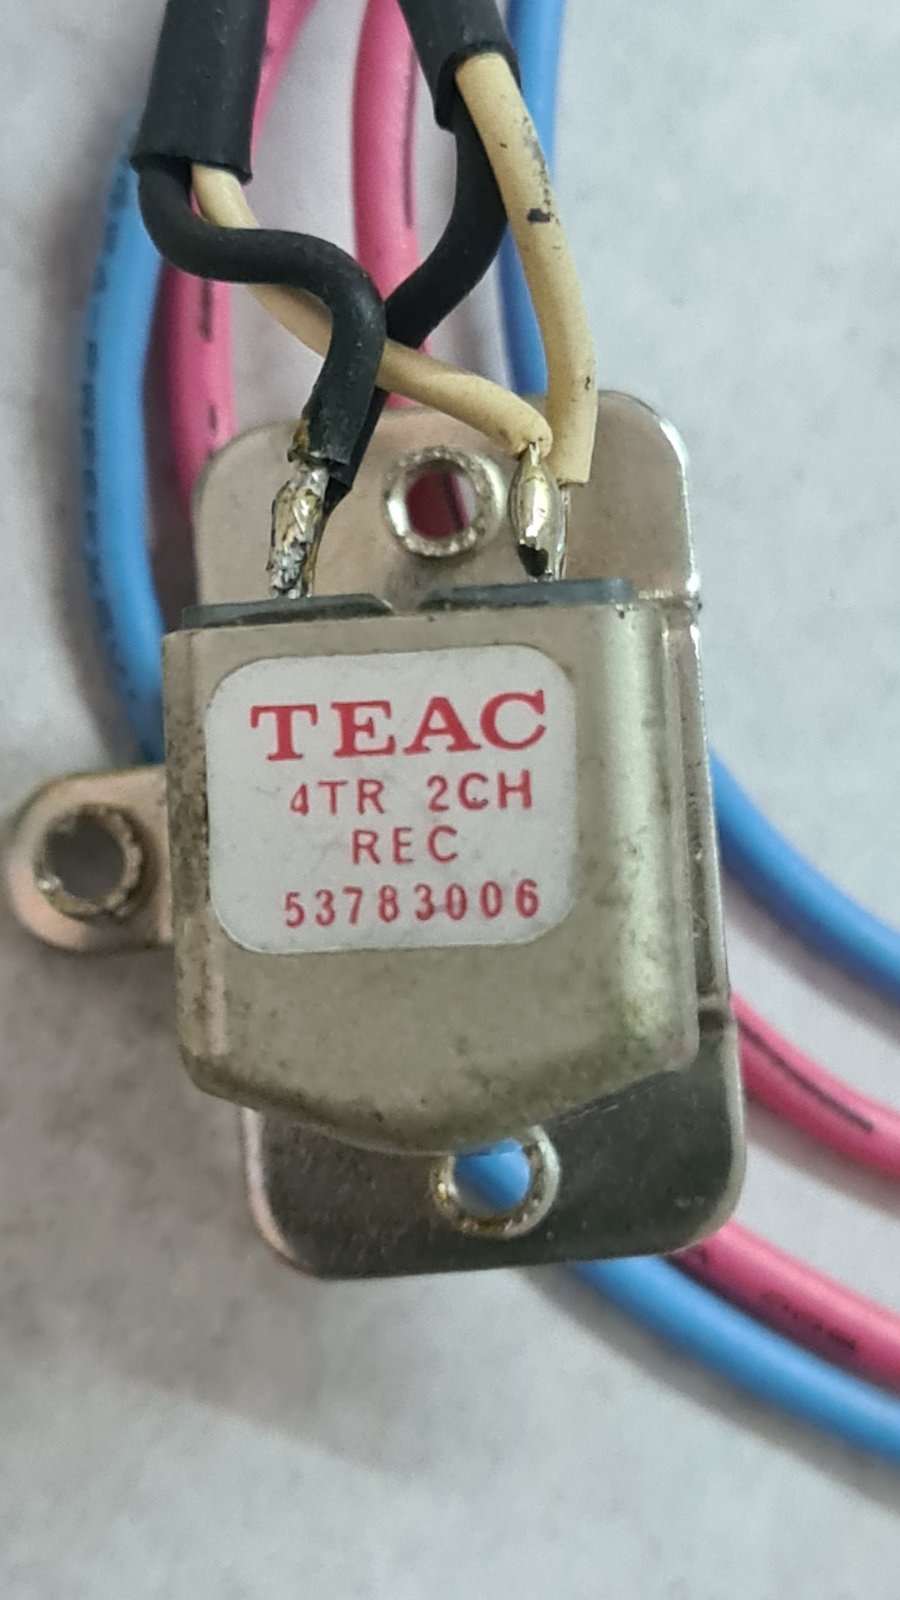 TEAC
4TR 2CH
REC
53783006